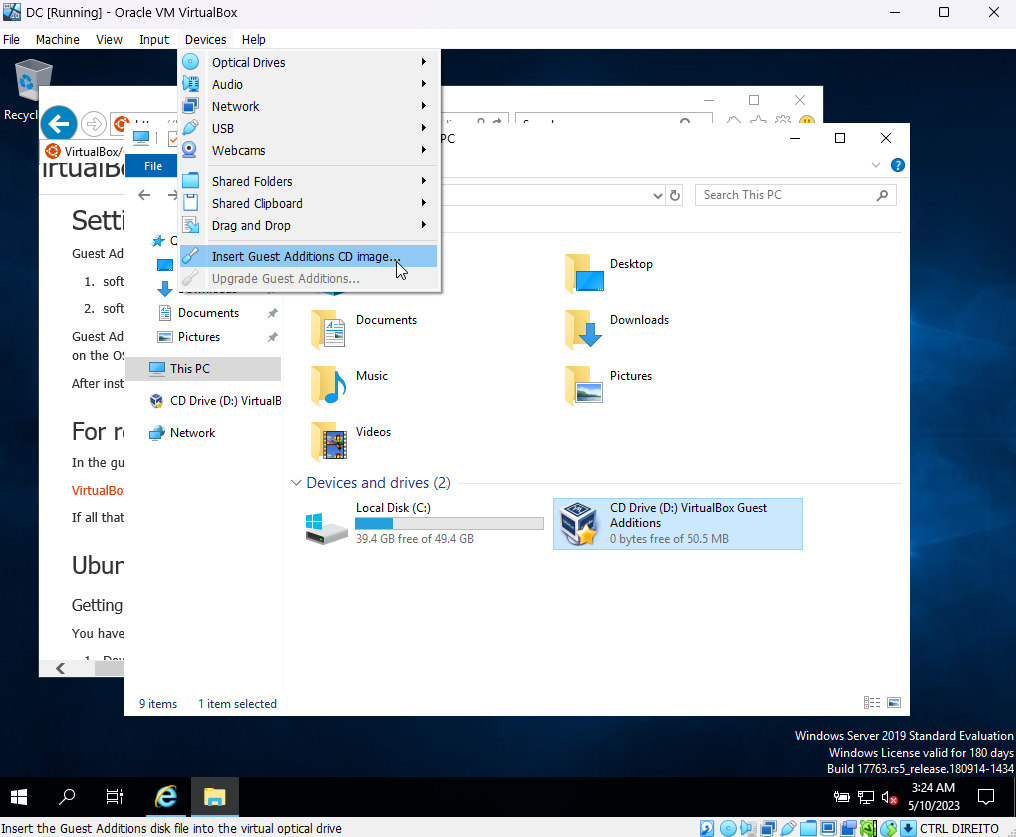 DC [Running] - Oracle VM VirtualBox
File Machine View Input Devices Help
Optical Drives
Audio
Network
USB
Webcams
Shared Folders
Shared Clipboard
Drag and Drop
Insert Guest Additions CD image...
Upgrade Guest Additions...
Recycl
VirtualBox/
Setti
Guest Ad
1. soft
2. soft
Guest Ad
on the OS
After inst
For re
In the gu
VirtualBo
If all that
Ubun
Getting
You have
PC
File
Search This PC
Documents
Pictures
This PC
CD Drive (D:) VirtualB
Network
Desktop
Documents
Downloads
Music
Pictures
Videos
Devices and drives (2)
Local Disk (C:)
39.4 GB free of 49.4 GB
CD Drive (D:) VirtualBox Guest
Additions
0 bytes free of 50.5 MB
9 items 1 item selected
Windows Server 2019 Standard Evaluation
Windows License valid for 180 days
Build 17763.rs5_release.180914-1434
3:24 AM
5/10/2023
Insert the Guest Additions disk file into the virtual optical drive
CTRL DIREITO